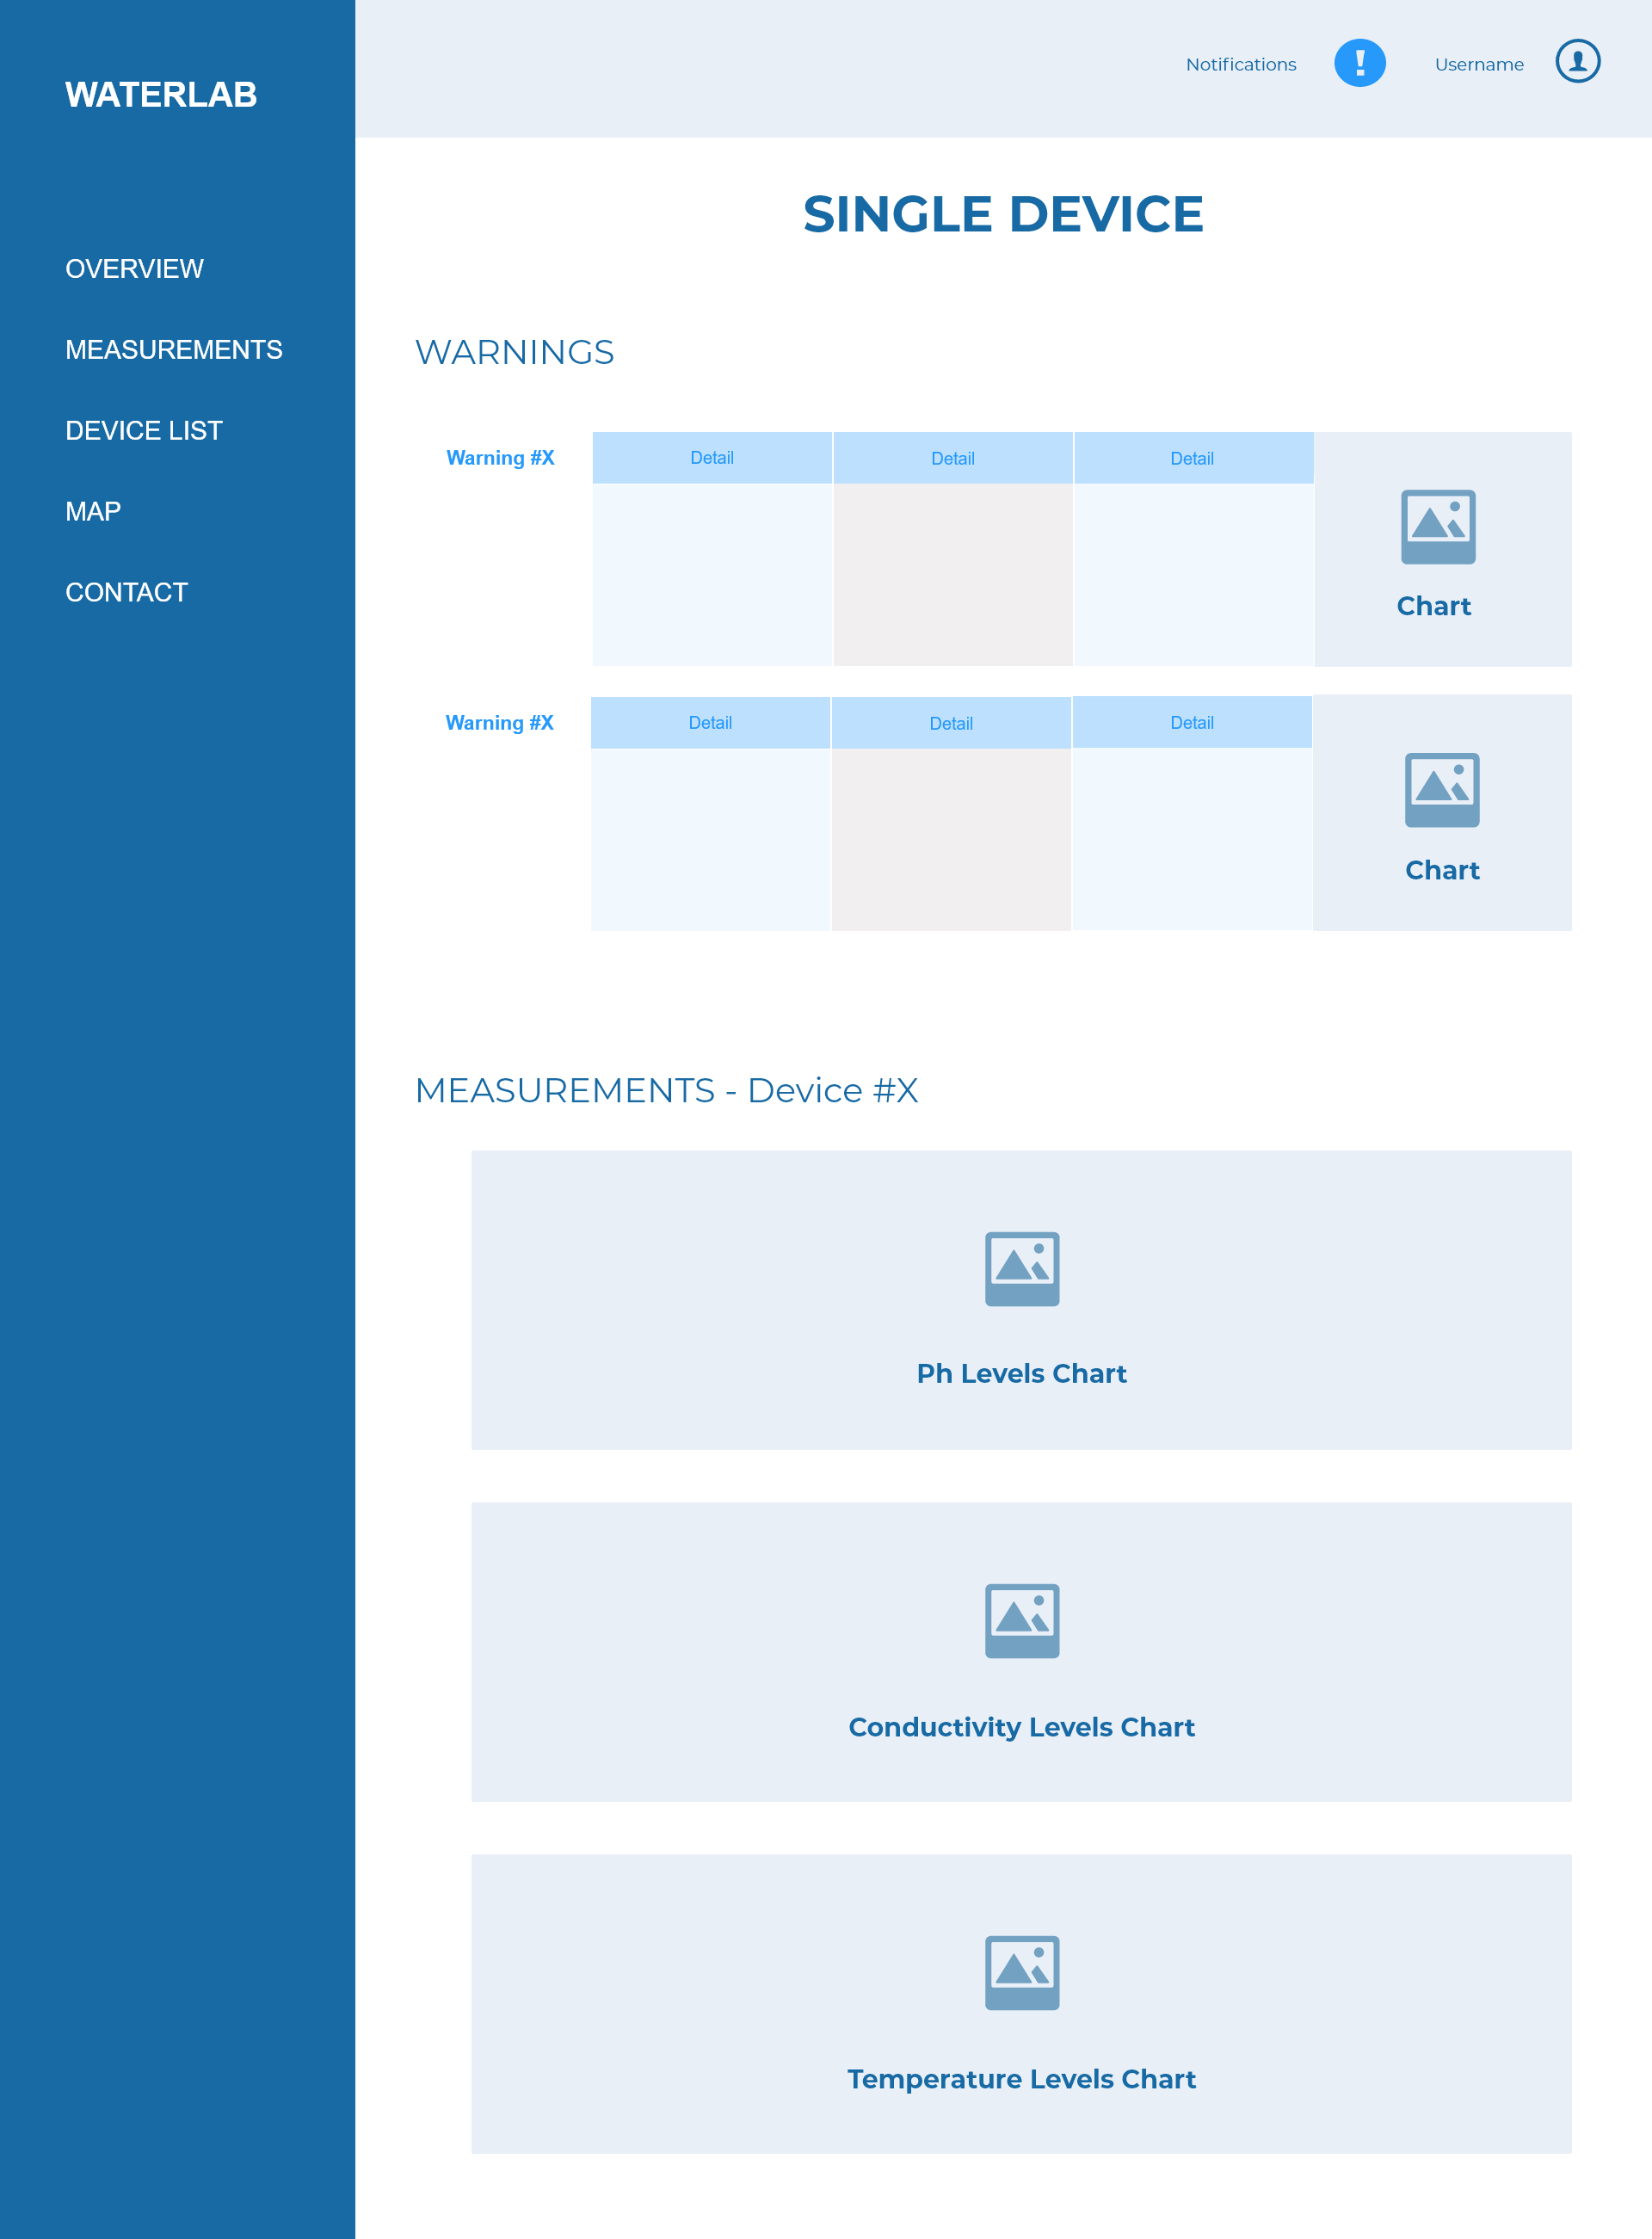 WATERLAB
OVERVIEW
MEASUREMENTS
DEVICE LIST
MAP
CONTACT
Notifications
Username
SINGLE DEVICE
WARNINGS
Warning #X
Detail
Detail
Detail
Chart
Warning #X
Detail
Detail
Detail
Chart
MEASUREMENTS - Device #X
Ph Levels Chart
Conductivity Levels Chart
Temperature Levels Chart